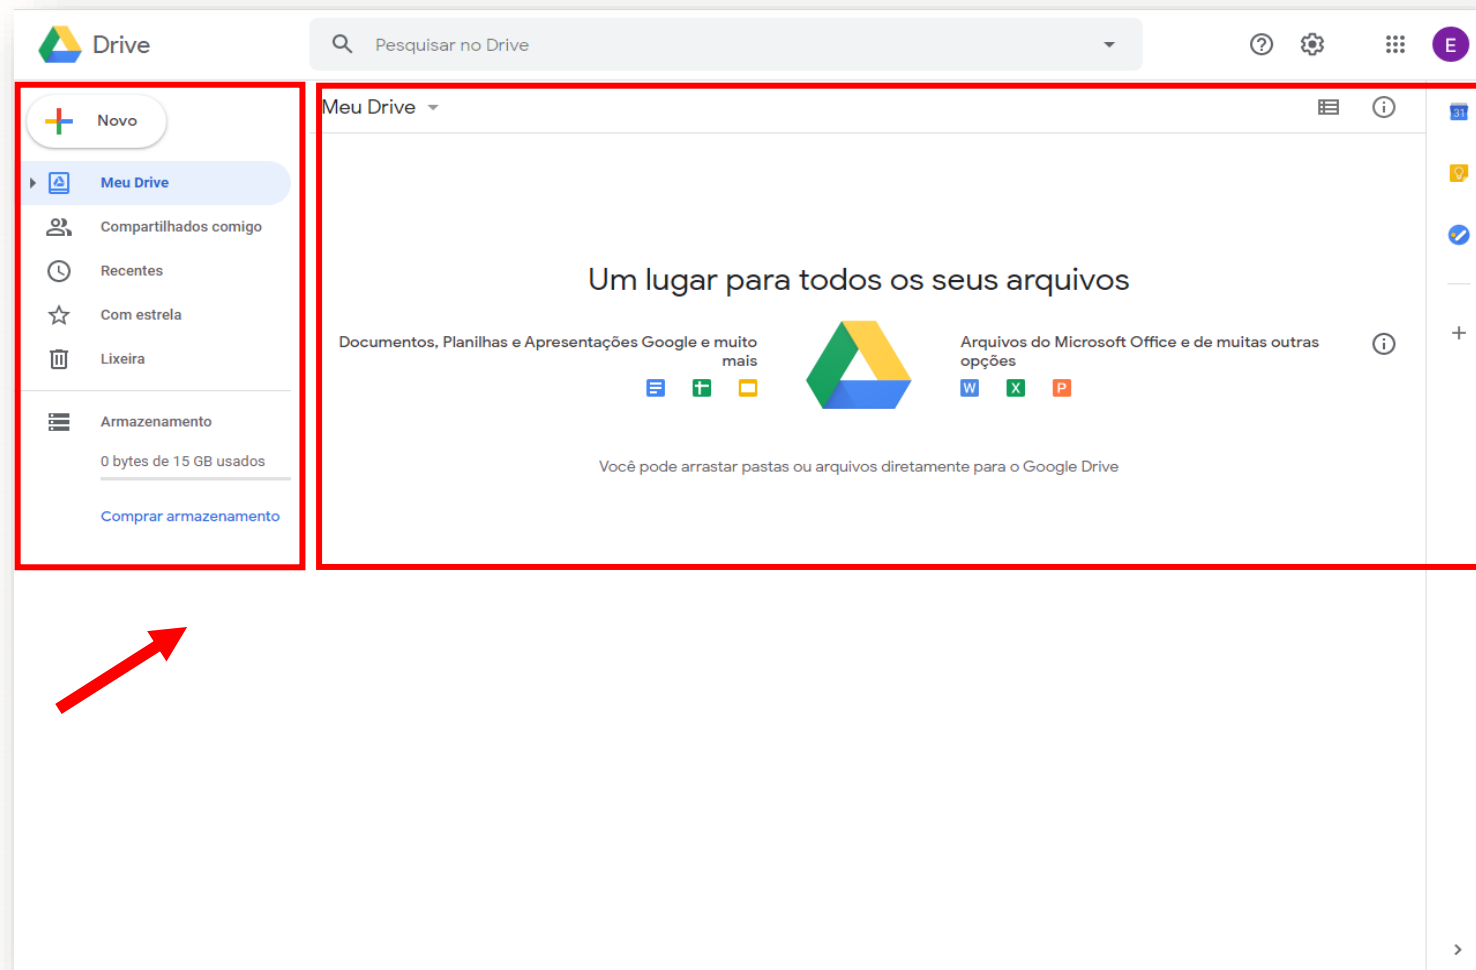 Drive
Pesquisar no Drive
E
Novo
Meu Drive
Compartilhados comigo
Recentes
Com estrela
Lixeira
Armazenamento
0 bytes de 15 GB usados
Comprar armazenamento
Meu Drive
Um lugar para todos os seus arquivos
Documentos, Planilhas e Apresentações Google e muito
mais
Arquivos do Microsoft Office e de muitas outras
opções
W X P
Você pode arrastar pastas ou arquivos diretamente para o Google Drive
31